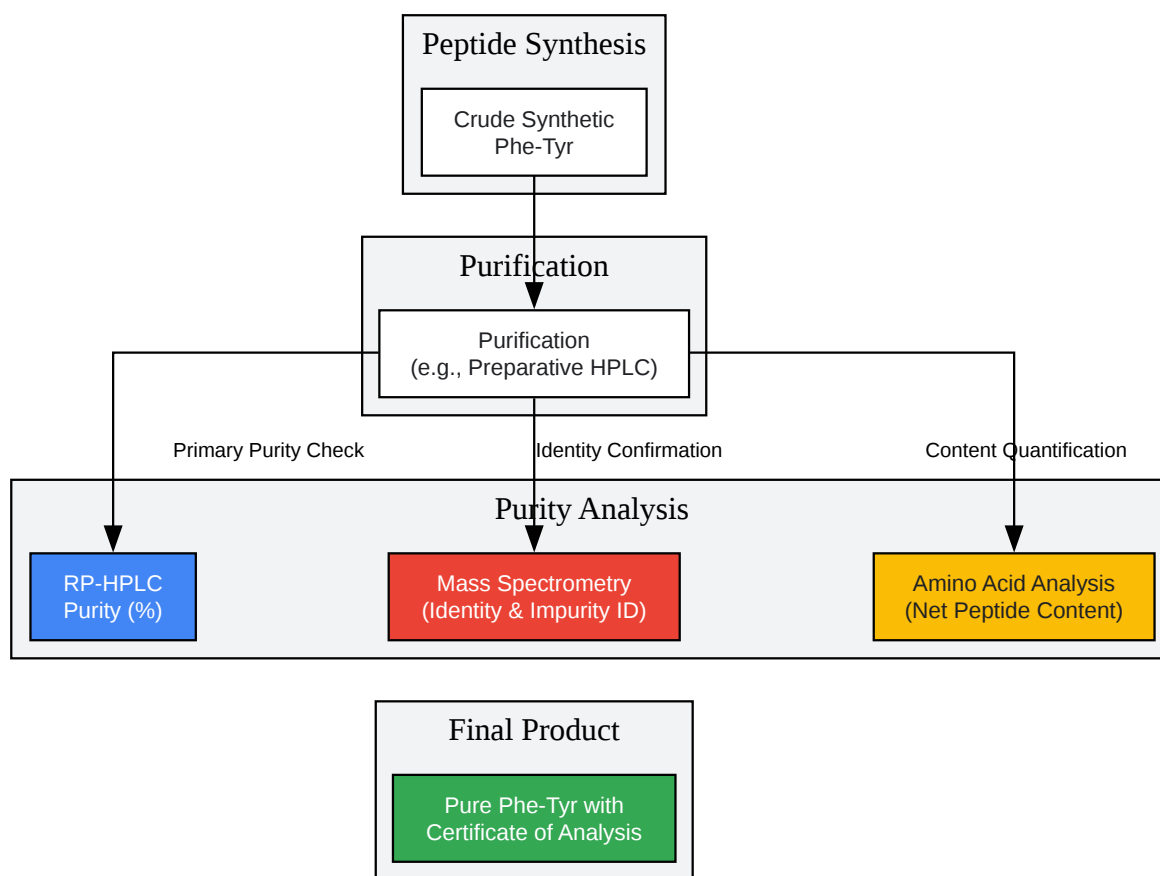 Peptide Synthesis
Crude Synthetic
Phe-Tyr
Purification
Purification
(e.g., Preparative HPLC)
Primary Purity Check
Identity Confirmation
Content Quantification
Purity Analysis
RP-HPLC
Purity (%)
Mass Spectrometry
(Identity & Impurity ID)
Amino Acid Analysis
(Net Peptide Content)
Final Product
Pure Phe-Tyr with
Certificate of Analysis